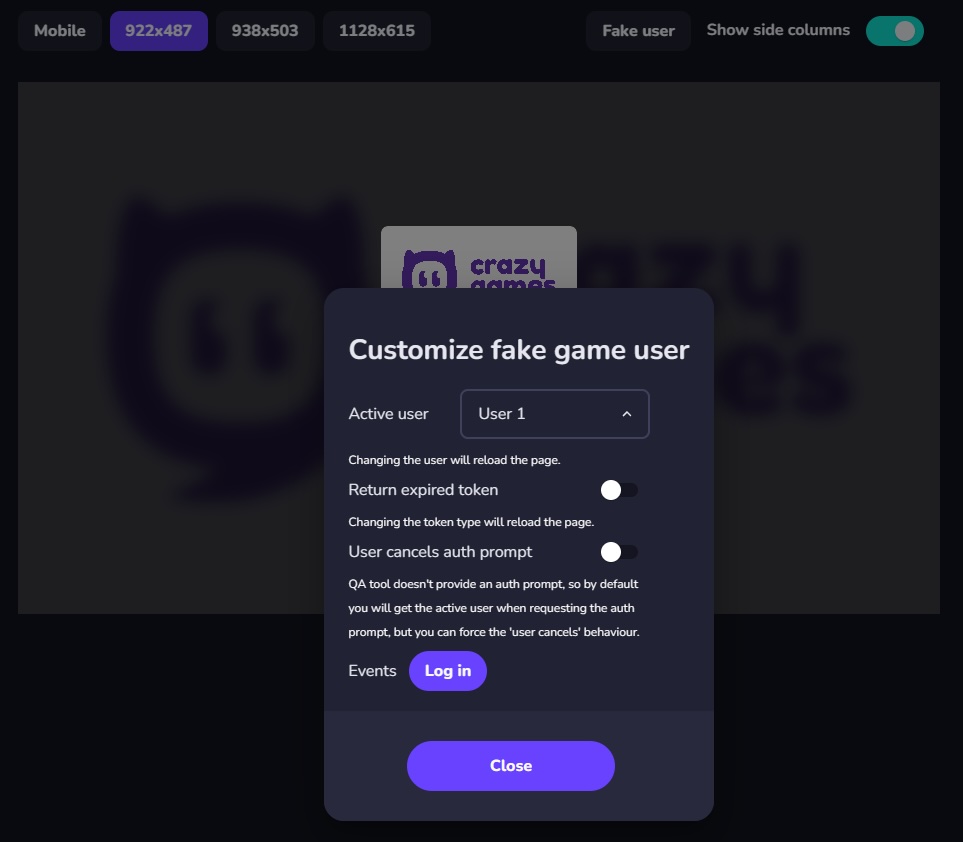 Mobile
922x487
938x503
1128x615
Fake user
Show side columns
crazy
games
Customize fake game user
Active user
User 1
Changing the user will reload the page.
Return expired token
Changing the token type will reload the page.
User cancels auth prompt
QA tool doesn't provide an auth prompt, so by default
you will get the active user when requesting the auth
prompt, but you can force the 'user cancels' behaviour.
Events
Log in
Close